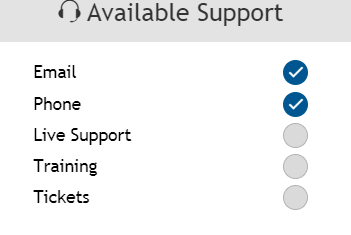 Available Support
Email
Phone
Live Support
Training
Tickets